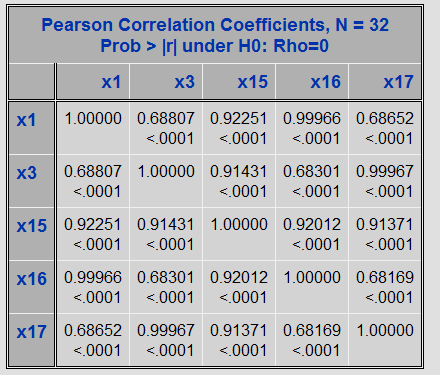 Pearson Correlation Coefficients, N = 32
Prob > |r| under H0: Rho=0
x1 x3 x15 x16 x17
x1 1.00000 0.68807 0.92251 0.99966 0.68652
<.0001 <.0001 <.0001 <.0001
x3 0.68807 1.00000 0.91431 0.68301 0.99967
<.0001 <.0001 <.0001 <.0001
x15 0.92251 0.91431 1.00000 0.92012 0.91371
<.0001 <.0001 <.0001 <.0001
x16 0.99966 0.68301 0.92012 1.00000 0.68169
<.0001 <.0001 <.0001 <.0001
x17 0.68652 0.99967 0.91371 0.68169 1.00000
<.0001 <.0001 <.0001 <.0001